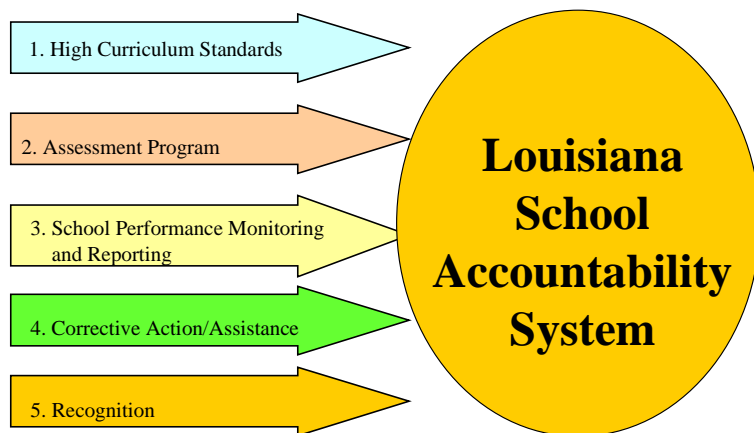 1. High Curriculum Standards
2. Assessment Program
3. School Performance Monitoring
and Reporting
4. Corrective Action/Assistance
5. Recognition
Louisiana
School
Accountability
System